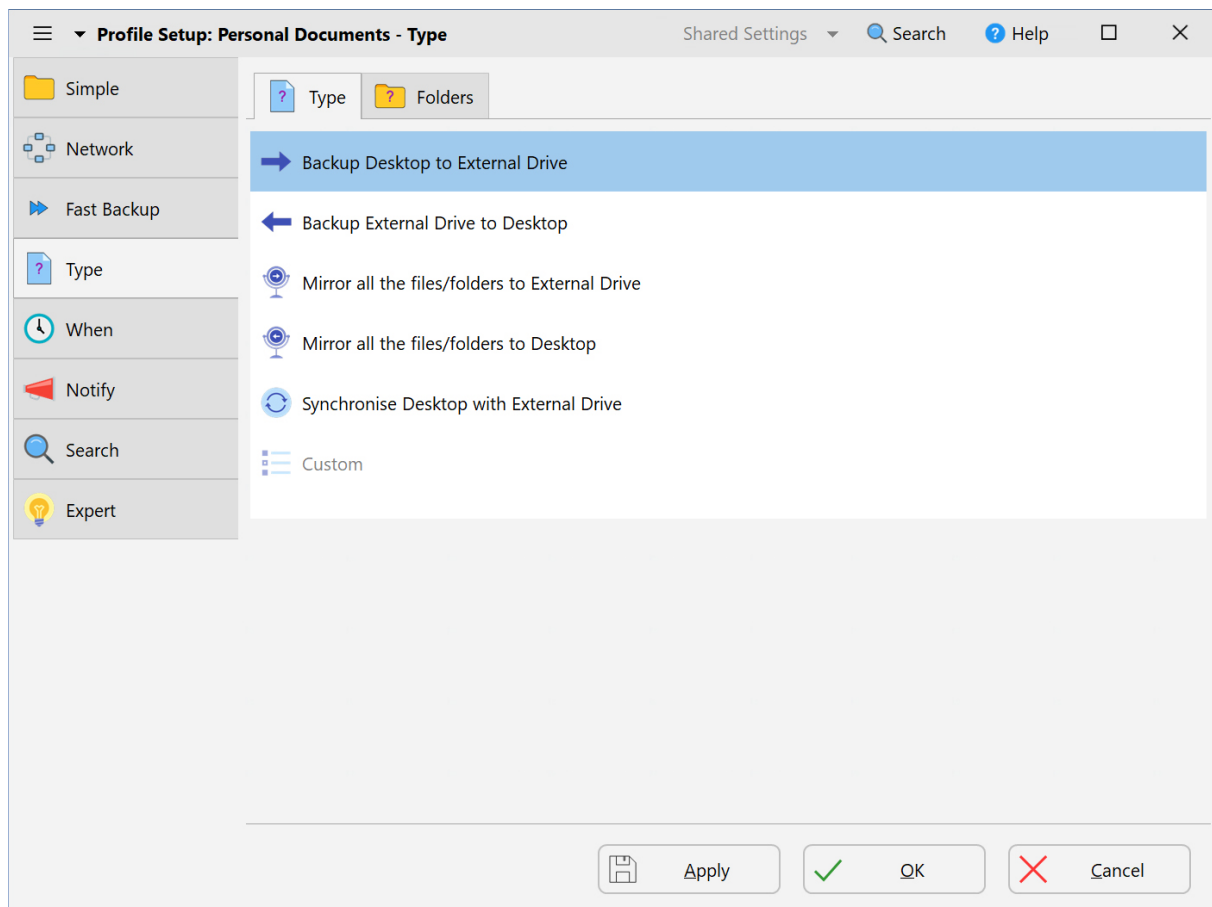 Profile Setup: Personal Documents - Type
Shared Settings
Search
Help
Simple
Network
Fast Backup
Type
When
Notify
Search
Expert
Type
Folders
Backup Desktop to External Drive
Backup External Drive to Desktop
Mirror all the files/folders to External Drive
Mirror all the files/folders to Desktop
Synchronise Desktop with External Drive
Custom
Apply
OK
Cancel